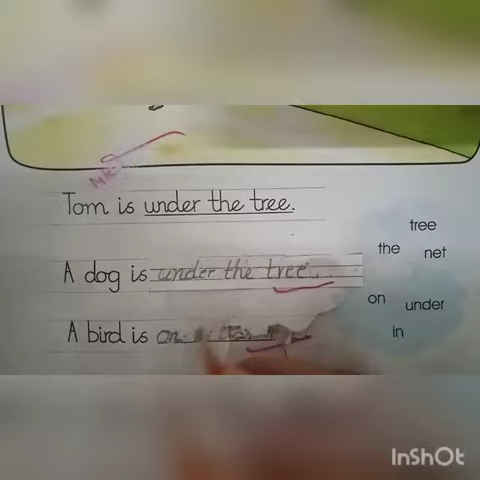 Tom is under the tree.
A dog is under the tree.
A bird is on
tree
the net
on under
in
InShOt